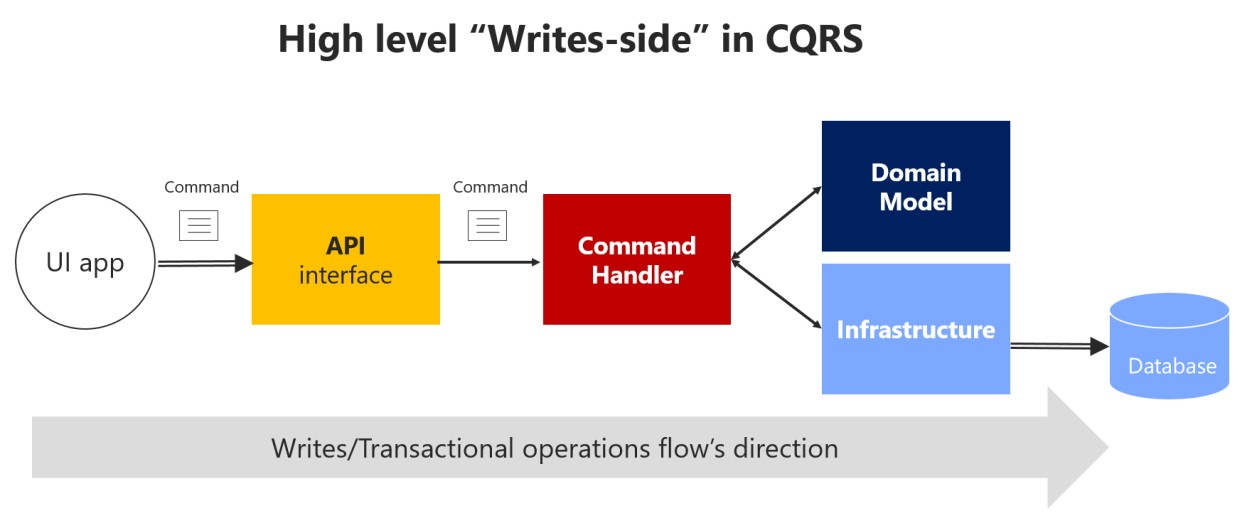 High level “Writes-side” in CQRS
Command
Command
UI app
API
interface
Command
Handler
Domain
Model
Infrastructure
Database
Writes/Transactional operations flow’s direction